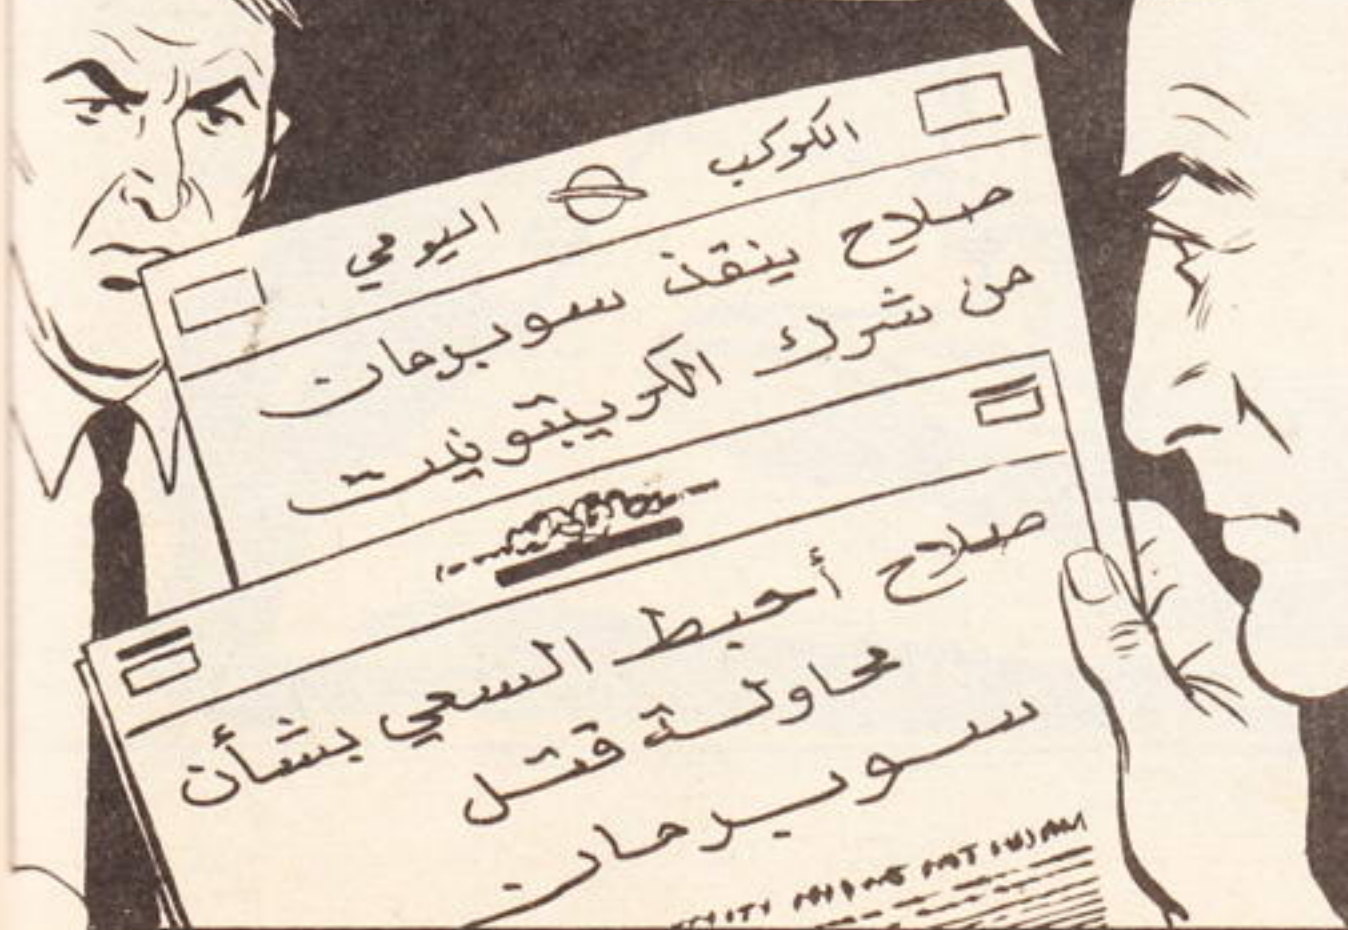 الكوكب اليومي
صلاح ينقذ سوبرمان
من شرك الكريبتونيت
صلاح أحبط السعي بشأن
محاولة قتل
سوبرمان